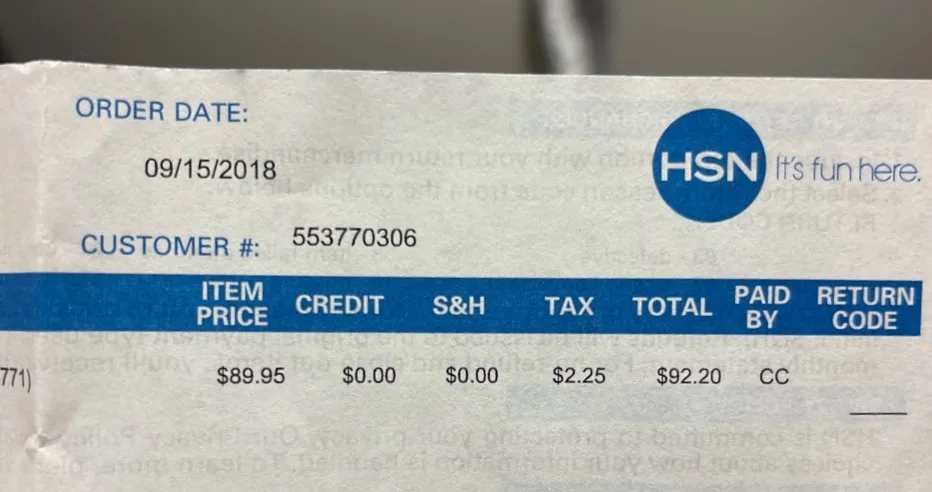 ORDER DATE:
09/15/2018
HSN It's fun here.
CUSTOMER #: 553770306
ITEM PRICE CREDIT S&H TAX TOTAL PAID BY RETURN CODE
771) $89.95 $0.00 $0.00 $2.25 $92.20 CC